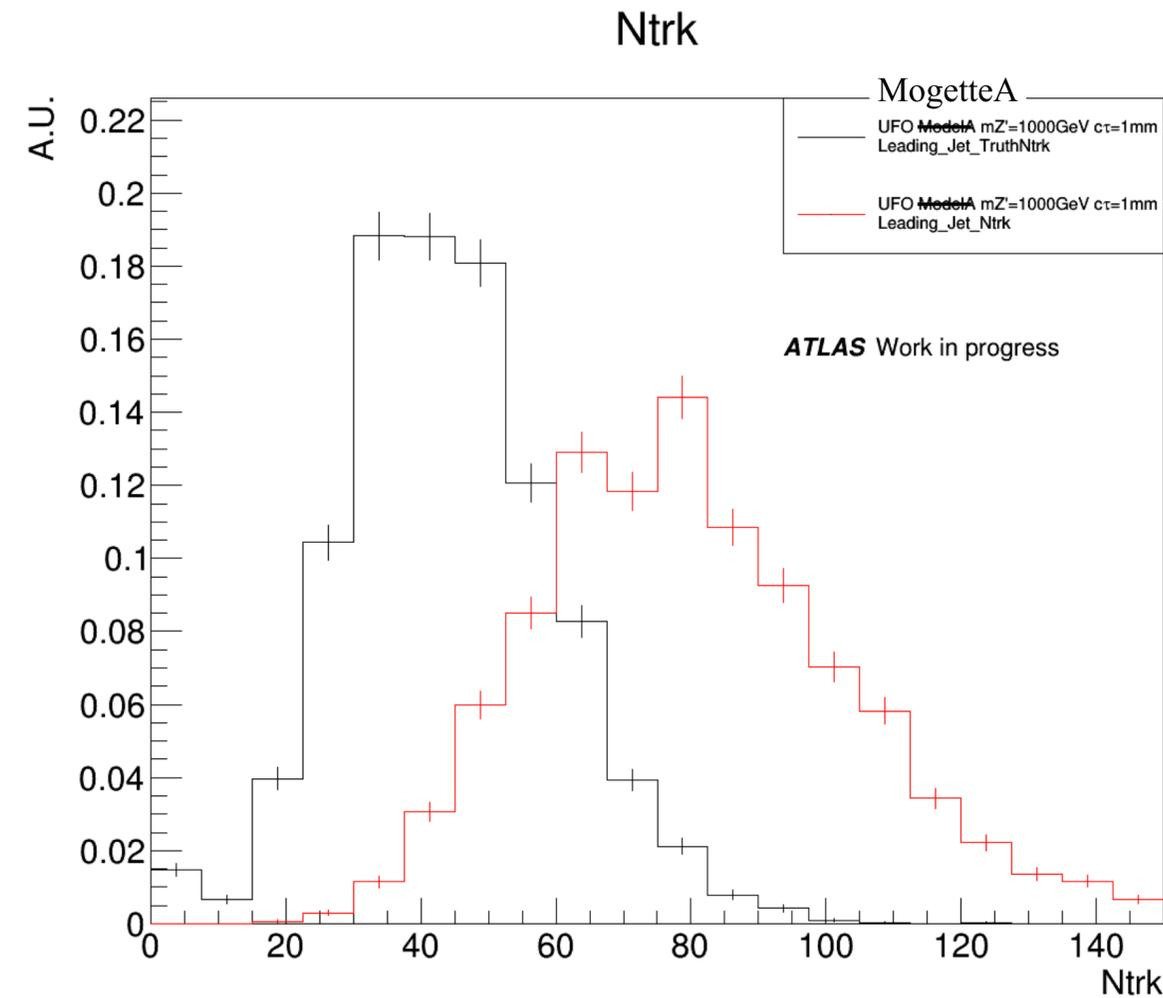 Ntrk
A.U.
MogetteA
UFO ModelA mZ'=1000GeV cτ=1mm
Leading_Jet_TruthNtrk
UFO ModelA mZ'=1000GeV cτ=1mm
Leading_Jet_Ntrk
ATLAS Work in progress
0.22
0.2
0.18
0.16
0.14
0.12
0.1
0.08
0.06
0.04
0.02
0
0 20 40 60 80 100 120 140
Ntrk